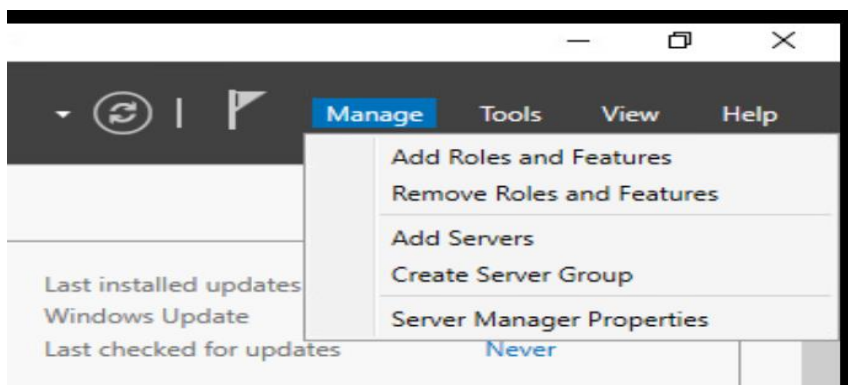 Manage Tools View Help
Add Roles and Features
Remove Roles and Features
Add Servers
Create Server Group
Server Manager Properties
Last installed updates
Windows Update
Last checked for updates Never